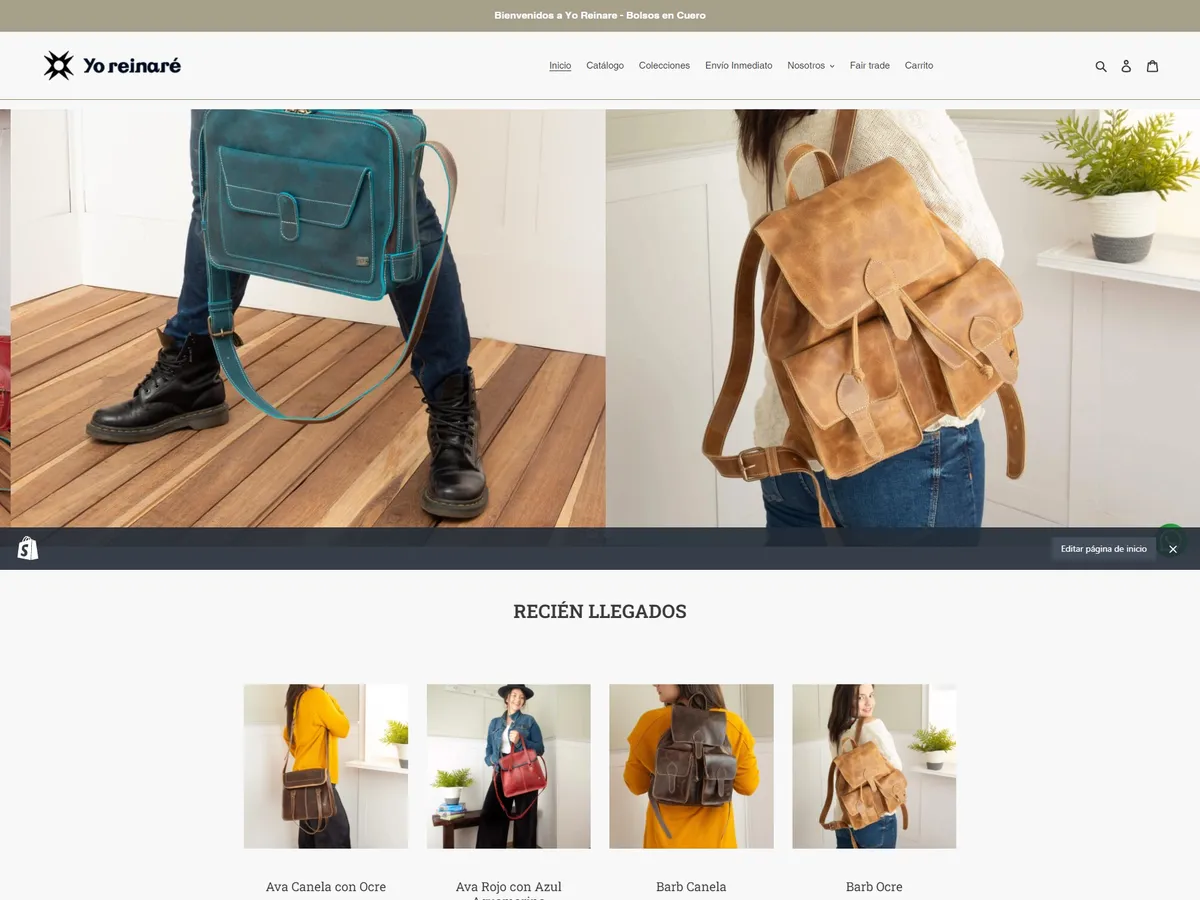 Bienvenidos a Yo Reinare - Bolsos en Cuero
Yo reinaré
Inicio Catálogo Colecciones Envío Inmediato Nosotros Fair trade Carrito
Editar página de inicio
RECIÉN LLEGADOS
Ava Canela con Ocre
Ava Rojo con Azul
Barb Canela
Barb Ocre